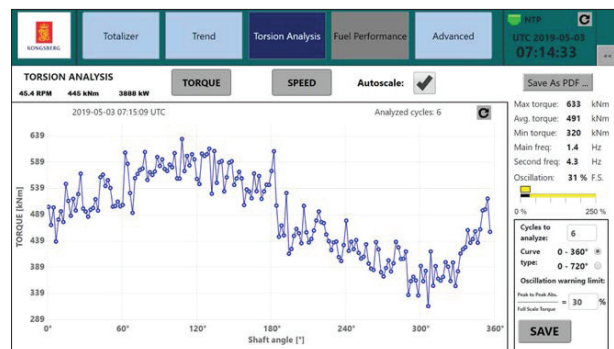 KONGSBERG
Totalizer
Trend
Torsion Analysis
Fuel Performance
Advanced
NTP
UTC 2019-05-03
07:14:33
<<
TORSION ANALYSIS
45.4 RPM 445 kNm 3888 kW
TORQUE
SPEED
Autoscale:
Save As PDF ...
2019-05-03 07:15:09 UTC
Analyzed cycles: 6
TORQUE [kNm]
639
589
539
489
439
389
339
289
0° 60° 120° 180° 240° 300° 360°
Shaft angle [°]
Max torque: 633 kNm
Avg. torque: 491 kNm
Min torque: 320 kNm
Main freq: 1.4 Hz
Second freq: 4.3 Hz
Oscillation: 31 % F.S.
0 % 250 %
Cycles to
analyze: 6
Curve 0 - 360°
type: 0 - 720°
Oscillation warning limit:
Peak to Peak Abs.
Full Scale Torque
= 30 %
SAVE